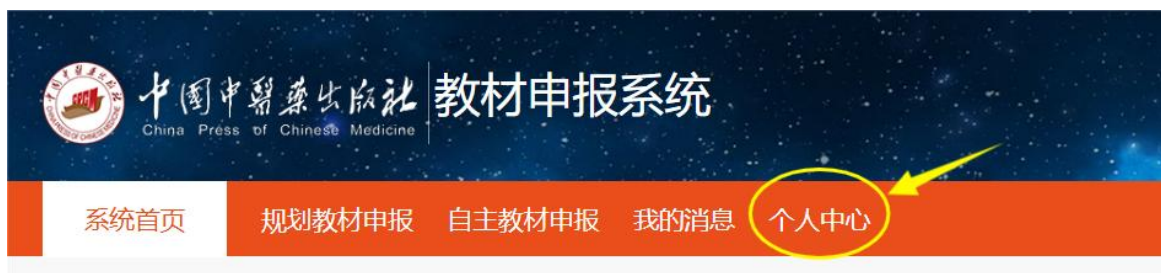 中国中醫藥出版社
China Press of Chinese Medicine
教材申报系统
系统首页 规划教材申报 自主教材申报 我的消息 个人中心